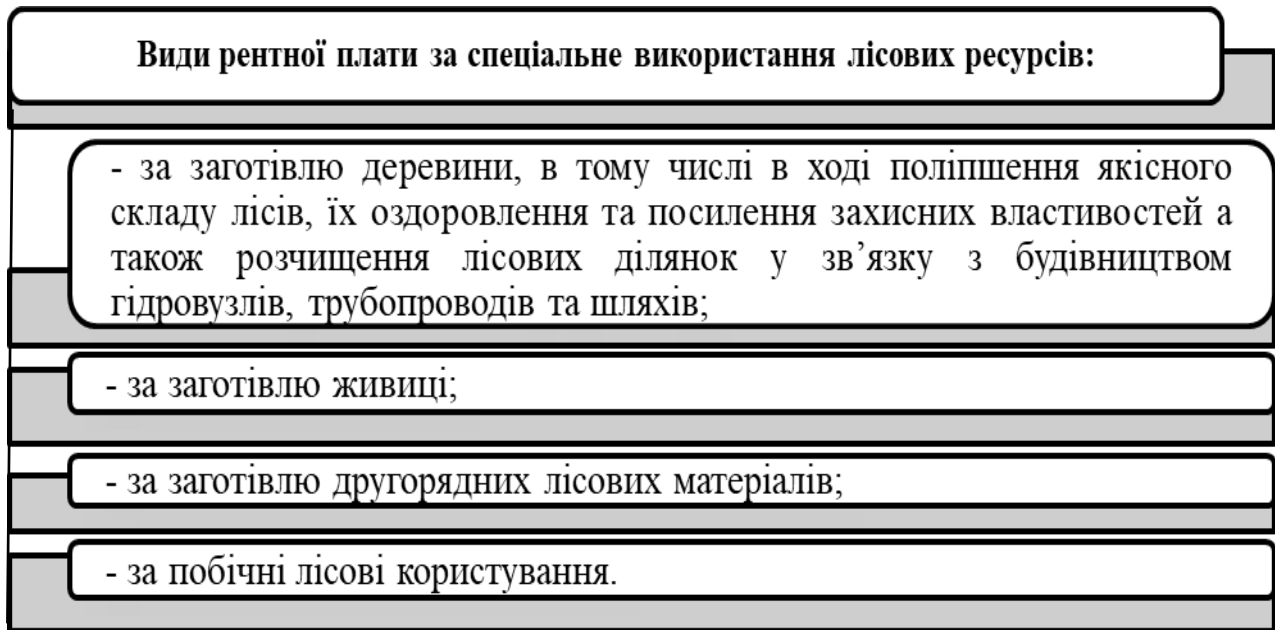 Види рентної плати за спеціальне використання лісових ресурсів:
- за заготівлю деревини, в тому числі в ході поліпшення якісного
складу лісів, їх оздоровлення та посилення захисних властивостей а
також розчищення лісових ділянок у зв’язку з будівництвом
гідровузлів, трубопроводів та шляхів;
- за заготівлю живиці;
- за заготівлю другорядних лісових матеріалів;
- за побічні лісові користування.